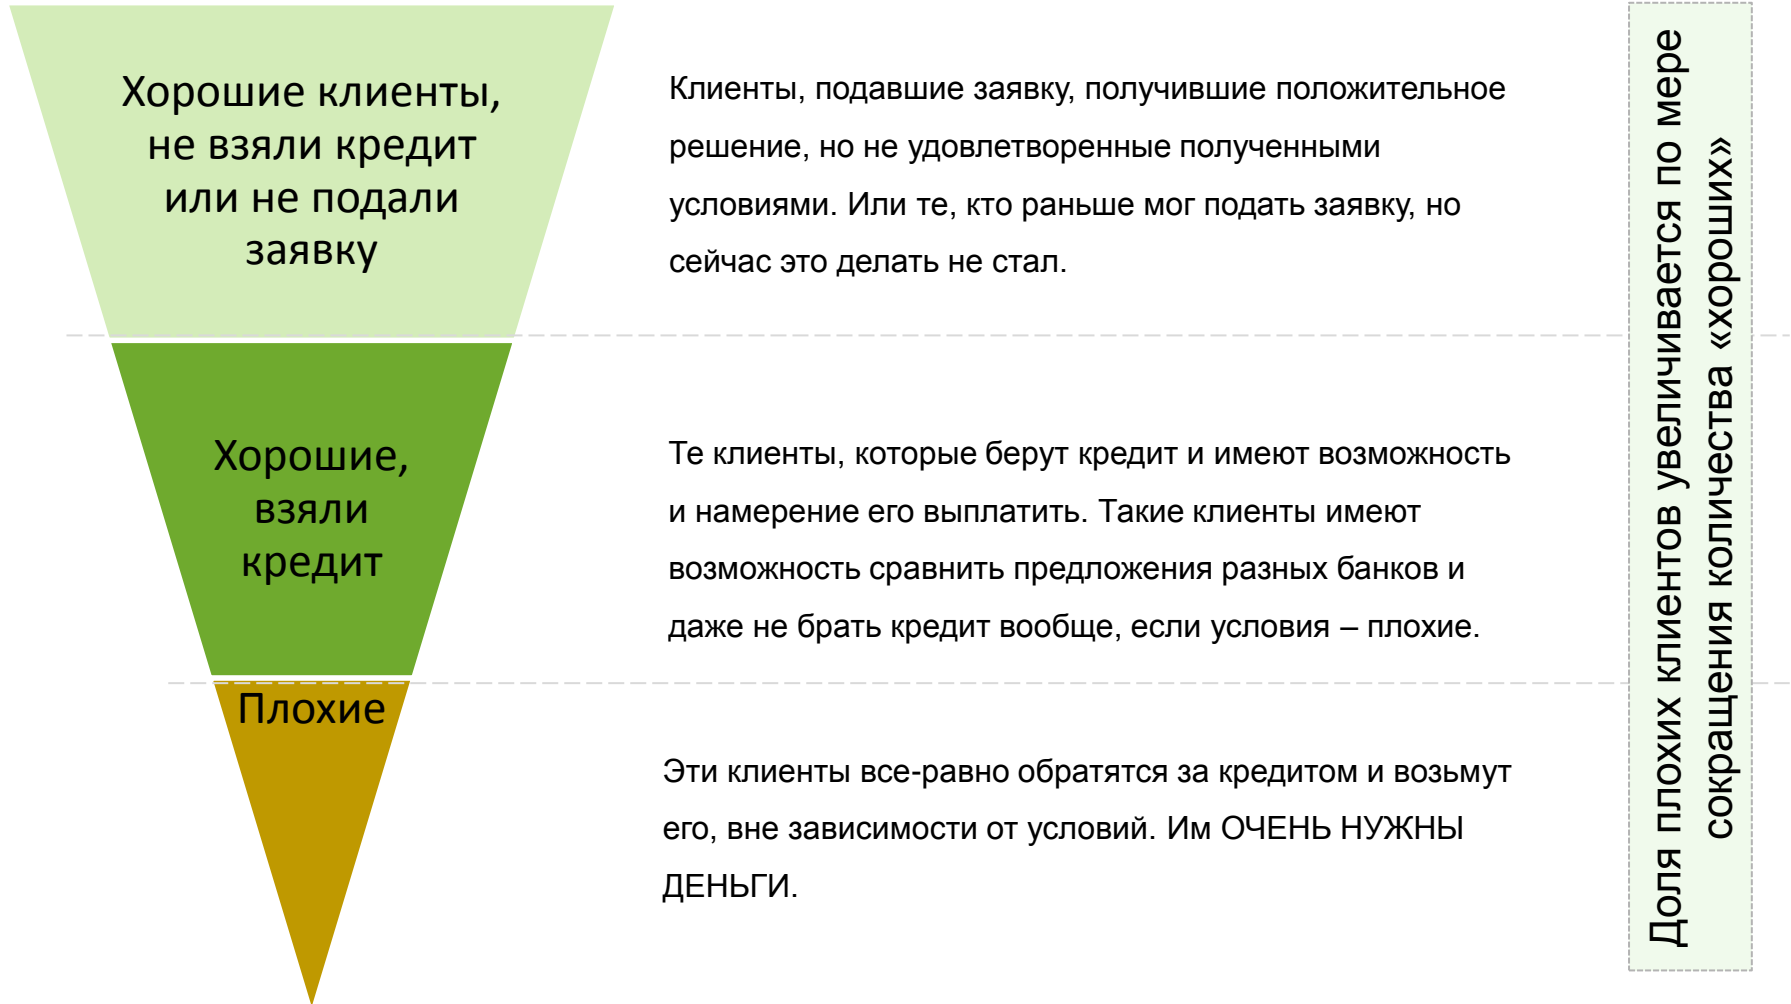 Хорошие клиенты,
не взяли кредит
или не подали
заявку
Клиенты, подавшие заявку, получившие положительное
решение, но не удовлетворенные полученными
условиями. Или те, кто раньше мог подать заявку, но
сейчас это делать не стал.
Хорошие,
взяли
кредит
Те клиенты, которые берут кредит и имеют возможность
и намерение его выплатить. Такие клиенты имеют
возможность сравнить предложения разных банков и
даже не брать кредит вообще, если условия – плохие.
Плохие
Эти клиенты все-равно обратятся за кредитом и возьмут
его, вне зависимости от условий. Им ОЧЕНЬ НУЖНЫ
ДЕНЬГИ.
Доля плохих клиентов увеличивается по мере
сокращения количества «хороших»